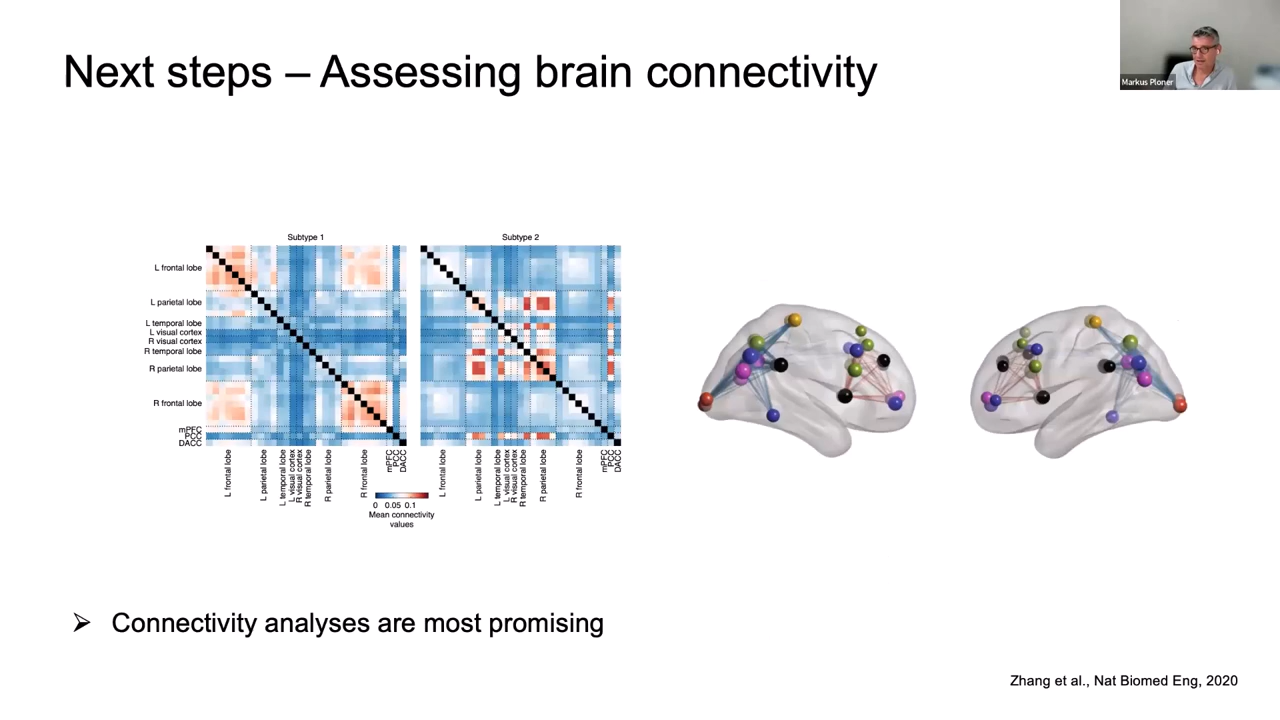 Next steps – Assessing brain connectivity
Markus Ploner
Subtype 1
Subtype 2
L frontal lobe
L parietal lobe
L temporal lobe
L visual cortex
R visual cortex
R temporal lobe
R parietal lobe
R frontal lobe
mPFC
PCC
DACC
L frontal lobe
L parietal lobe
L temporal lobe
L visual cortex
R visual cortex
R temporal lobe
R parietal lobe
R frontal lobe
mPFC
PCC
DACC
L frontal lobe
L parietal lobe
L temporal lobe
L visual cortex
R visual cortex
R temporal lobe
R parietal lobe
R frontal lobe
mPFC
PCC
DACC
0 0.05 0.1
Mean connectivity
values
➢ Connectivity analyses are most promising
Zhang et al., Nat Biomed Eng, 2020